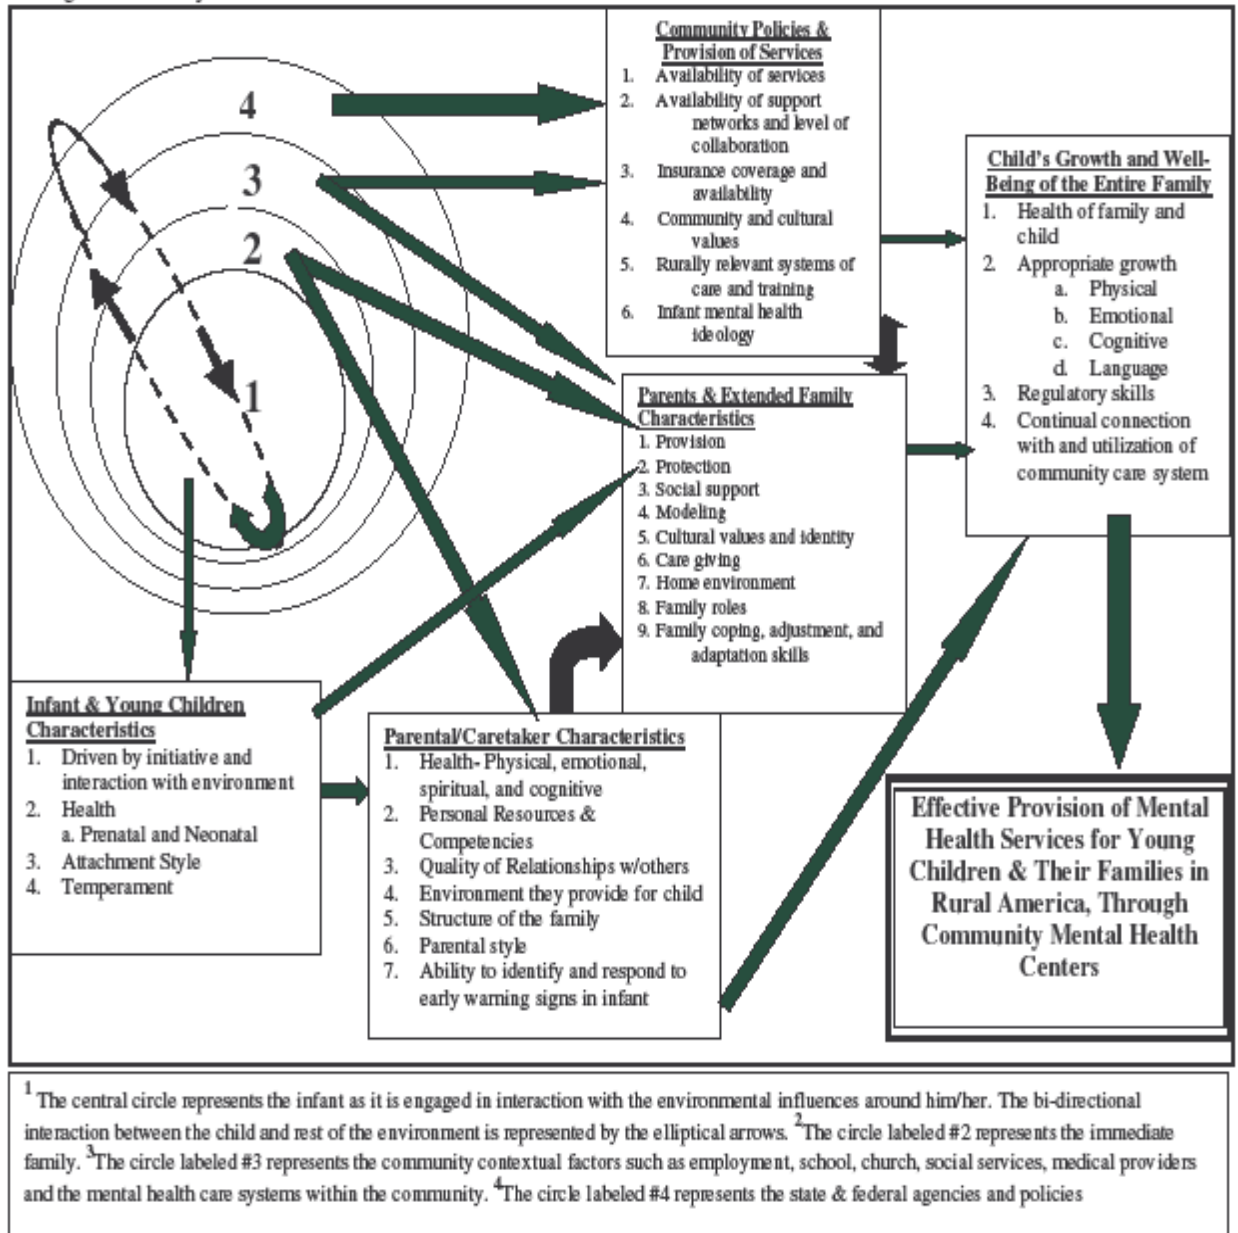 4
3
2
1
Community Policies &
Provision of Services
1. Availability of services
2. Availability of support
networks and level of
collaboration
3. Insurance coverage and
availability
4. Community and cultural
values
5. Rurally relevant systems of
care and training
6. Infant mental health
ideology
Child's Growth and Well-
Being of the Entire Family
1. Health of family and
child
2. Appropriate growth
a. Physical
b. Emotional
c. Cognitive
d. Language
3. Regulatory skills
4. Continual connection
with and utilization of
community care system
Parents & Extended Family
Characteristics
1. Provision
2. Protection
3. Social support
4. Modeling
5. Cultural values and identity
6. Care giving
7. Home environment
8. Family roles
9. Family coping, adjustment, and
adaptation skills
Infant & Young Children
Characteristics
1. Driven by initiative and
interaction with environment
2. Health
a. Prenatal and Neonatal
3. Attachment Style
4. Temperament
Parental/Caretaker Characteristics
1. Health- Physical, emotional,
spiritual, and cognitive
2. Personal Resources &
Competencies
3. Quality of Relationships w/others
4. Environment they provide for child
5. Structure of the family
6. Parental style
7. Ability to identify and respond to
early warning signs in infant
Effective Provision of Mental
Health Services for Young
Children & Their Families in
Rural America, Through
Community Mental Health
Centers
1 The central circle represents the infant as it is engaged in interaction with the environmental influences around him/her. The bi-directional
interaction between the child and rest of the environment is represented by the elliptical arrows. 2The circle labeled #2 represents the immediate
family. 3The circle labeled #3 represents the community contextual factors such as employment, school, church, social services, medical providers
and the mental health care systems within the community. 4The circle labeled #4 represents the state & federal agencies and policies